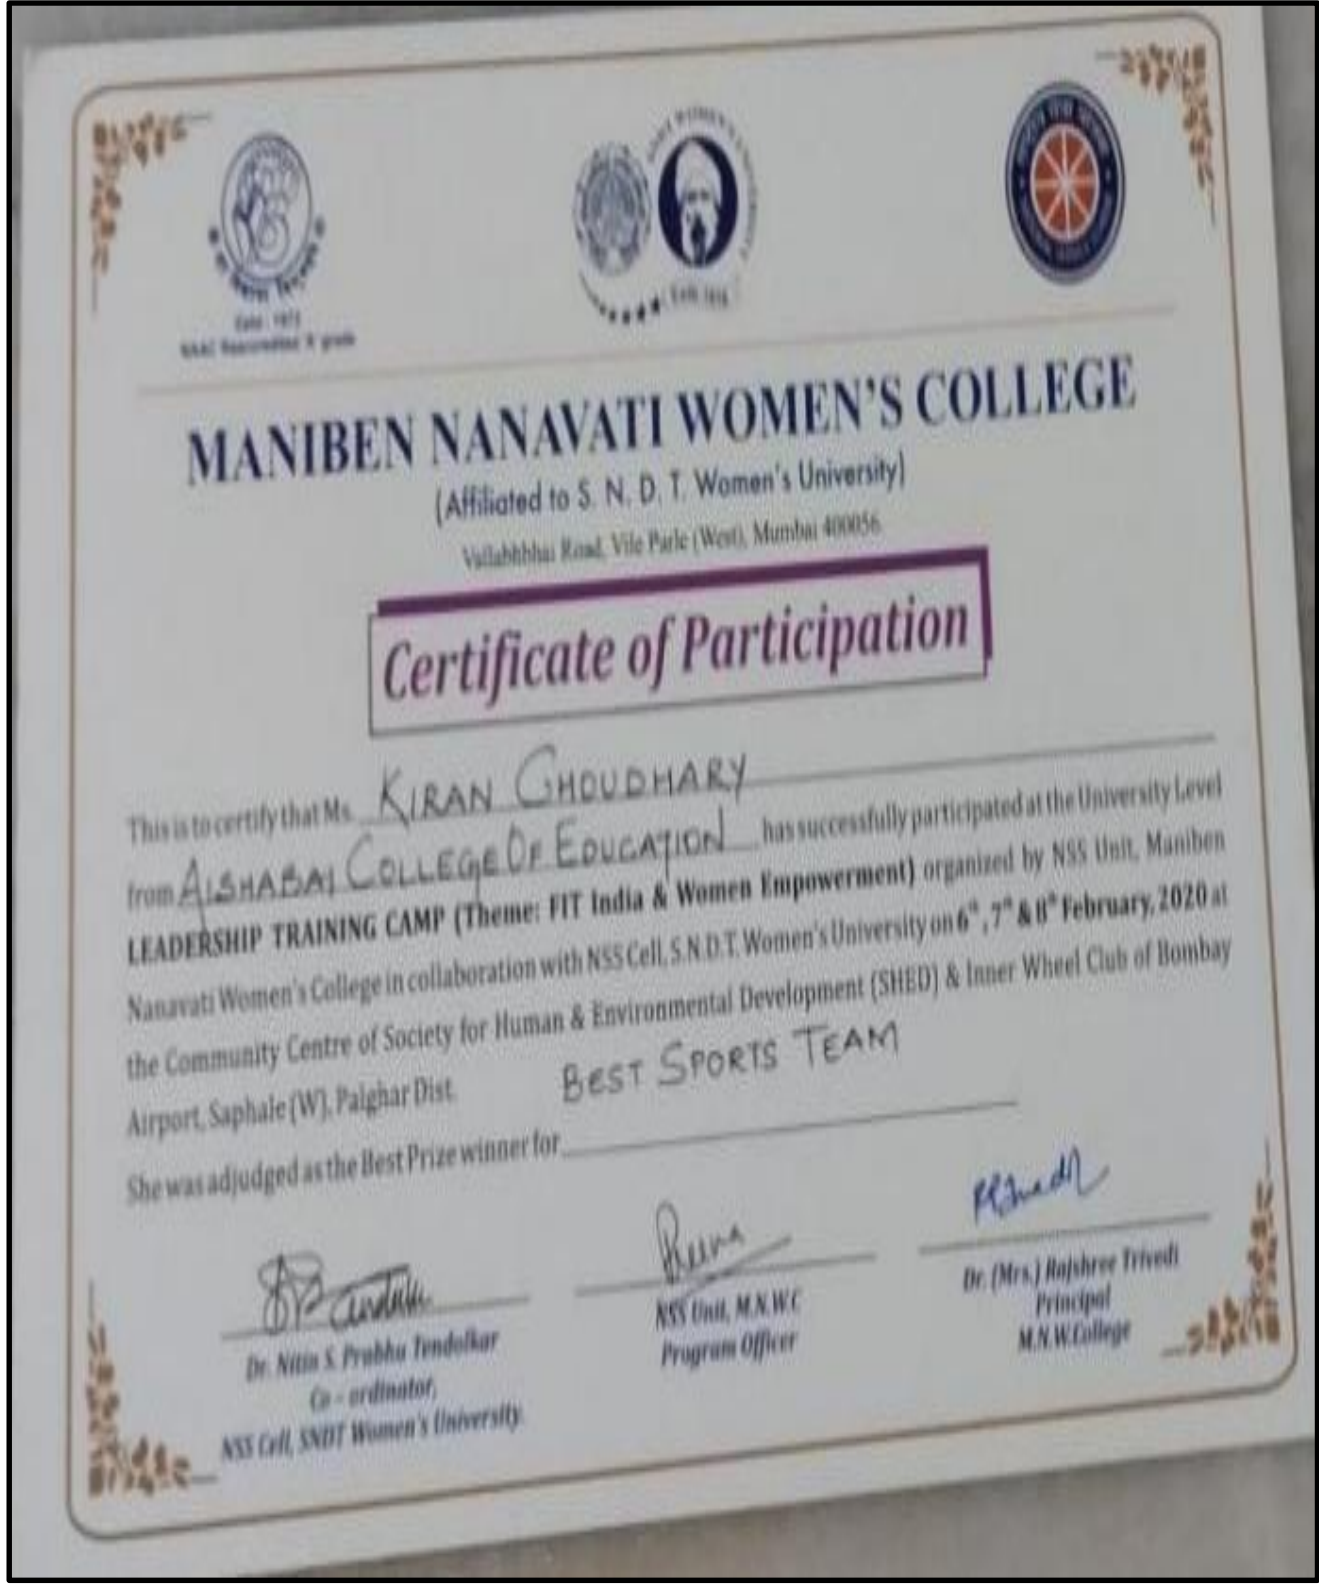 Estd. 1972
NAAC Reaccredited 'A' grade
MANIBEN NANAVATI WOMEN'S COLLEGE
(Affiliated to S. N. D. T. Women's University)
Vallabhbhai Road, Vile Parle (West), Mumbai 400056
Certificate of Participation
This is to certify that Ms. KIRAN CHOUDHARY
from AISHABAI COLLEGE OF EDUCATION has successfully participated at the University Level
LEADERSHIP TRAINING CAMP (Theme: FIT India & Women Empowerment) organized by NSS Unit, Maniben
Nanavati Women's College in collaboration with NSS Cell, S.N.D.T. Women's University on 6th, 7th & 8th February, 2020 at
the Community Centre of Society for Human & Environmental Development (SHED) & Inner Wheel Club of Bombay
Airport, Saphale (W), Palghar Dist.
She was adjudged as the Best Prize winner for BEST SPORTS TEAM
Dr. Nitin S. Prabhu Tendolkar
Co - ordinator,
NSS Cell, SNDT Women's University.
NSS Unit, M.N.W.C
Program Officer
Dr. (Mrs.) Rajshree Trivedi
Principal
M.N.W.College